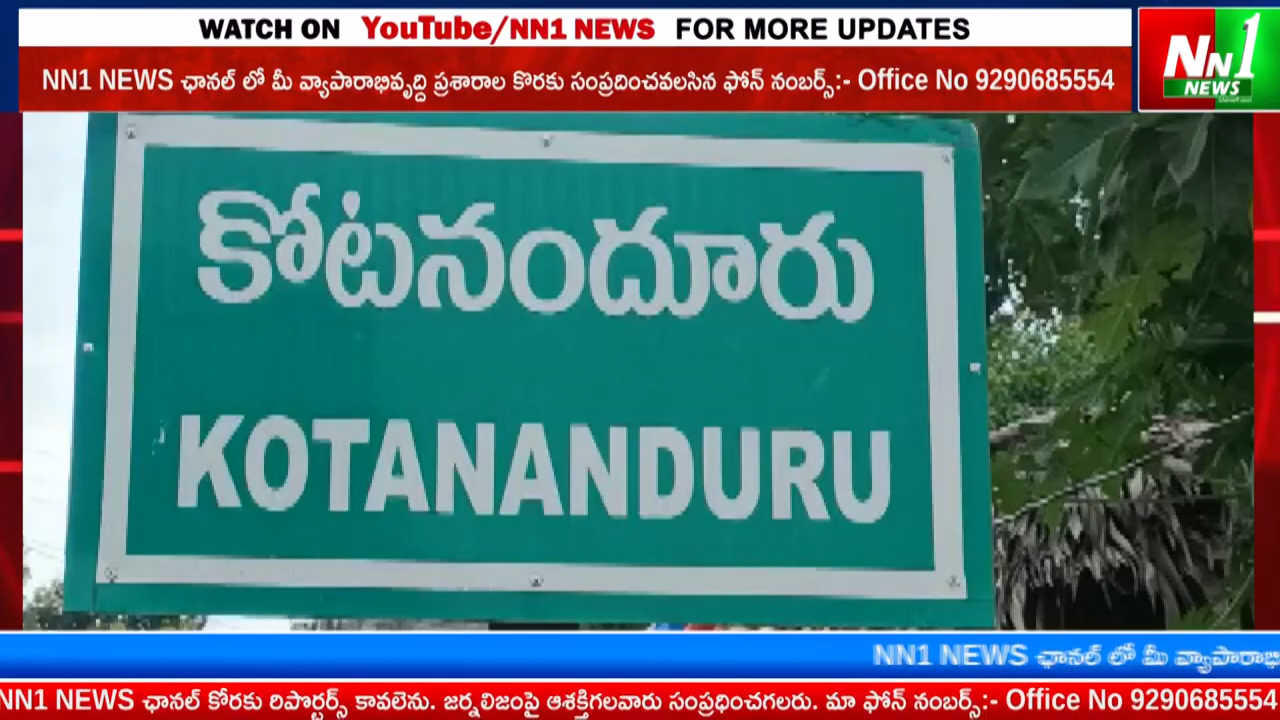 WATCH ON YouTube/NN1 NEWS FOR MORE UPDATES
NN1 NEWS ఛానల్ లో మీ వ్యాపారాభివృద్ది ప్రశారాల కొరకు సంప్రదించవలసిన ఫోన్ నంబర్స్:- Office No 9290685554
NN1
NEWS
కోటనందూరు
KOTANANDURU
NN1 NEWS ఛానల్ లో మీ వ్యాపారాభి
NN1 NEWS ఛానల్ కోరకు రిపొర్టర్స్ కావలెను. జర్నలిజంపై ఆశక్తిగలవారు సంప్రధించగలరు. మా ఫోన్ నంబర్స్:- Office No 9290685554